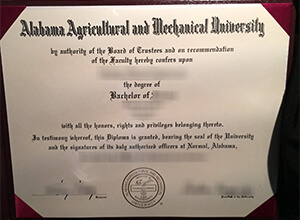 Alabama Agricultural and Mechanical University
by authority of the Board of Trustees and on recommendation
of the Faculty hereby confers upon
the degree of
Bachelor of
with all the honors, rights and privileges belonging thereto.
In testimony whereof, this Diploma is granted, bearing the seal of the University
and the signatures of its duly authorized officers at Normal, Alabama,